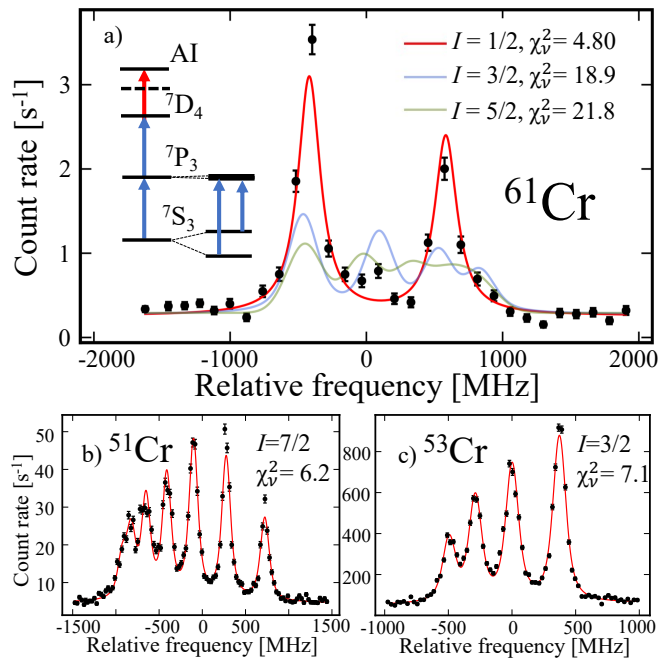 a)
AI
⁷D₄
⁷P₃
⁷S₃
I = 1/2, χ²ᵥ = 4.80
I = 3/2, χ²ᵥ = 18.9
I = 5/2, χ²ᵥ = 21.8
⁶¹Cr
Count rate [s⁻¹]
3
2
1
0
-2000 -1000 0 1000 2000
Relative frequency [MHz]
b) ⁵¹Cr
I=7/2
χ²ᵥ= 6.2
Count rate [s⁻¹]
50
40
30
20
10
-1500 -500 0 500 1500
Relative frequency [MHz]
c) ⁵³Cr
I=3/2
χ²ᵥ= 7.1
800
600
400
200
-1000 -500 0 500 1000
Relative frequency [MHz]